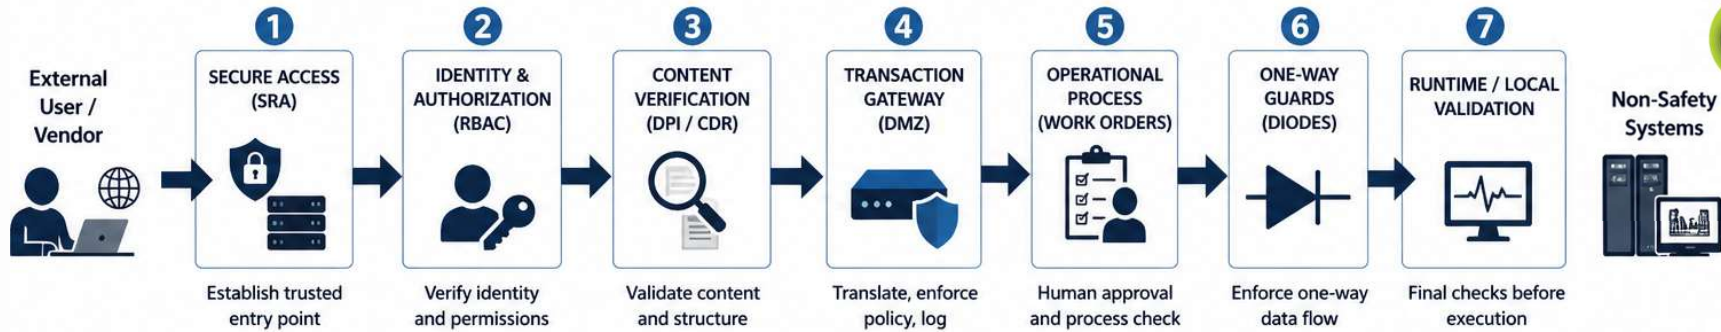 1
2
3
4
5
6
7
External
User /
Vendor
SECURE ACCESS
(SRA)
IDENTITY &
AUTHORIZATION
(RBAC)
CONTENT
VERIFICATION
(DPI / CDR)
TRANSACTION
GATEWAY
(DMZ)
OPERATIONAL
PROCESS
(WORK ORDERS)
ONE-WAY
GUARDS
(DIODES)
RUNTIME / LOCAL
VALIDATION
Non-Safety
Systems
Establish trusted
entry point
Verify identity
and permissions
Validate content
and structure
Translate, enforce
policy, log
Human approval
and process check
Enforce one-way
data flow
Final checks before
execution